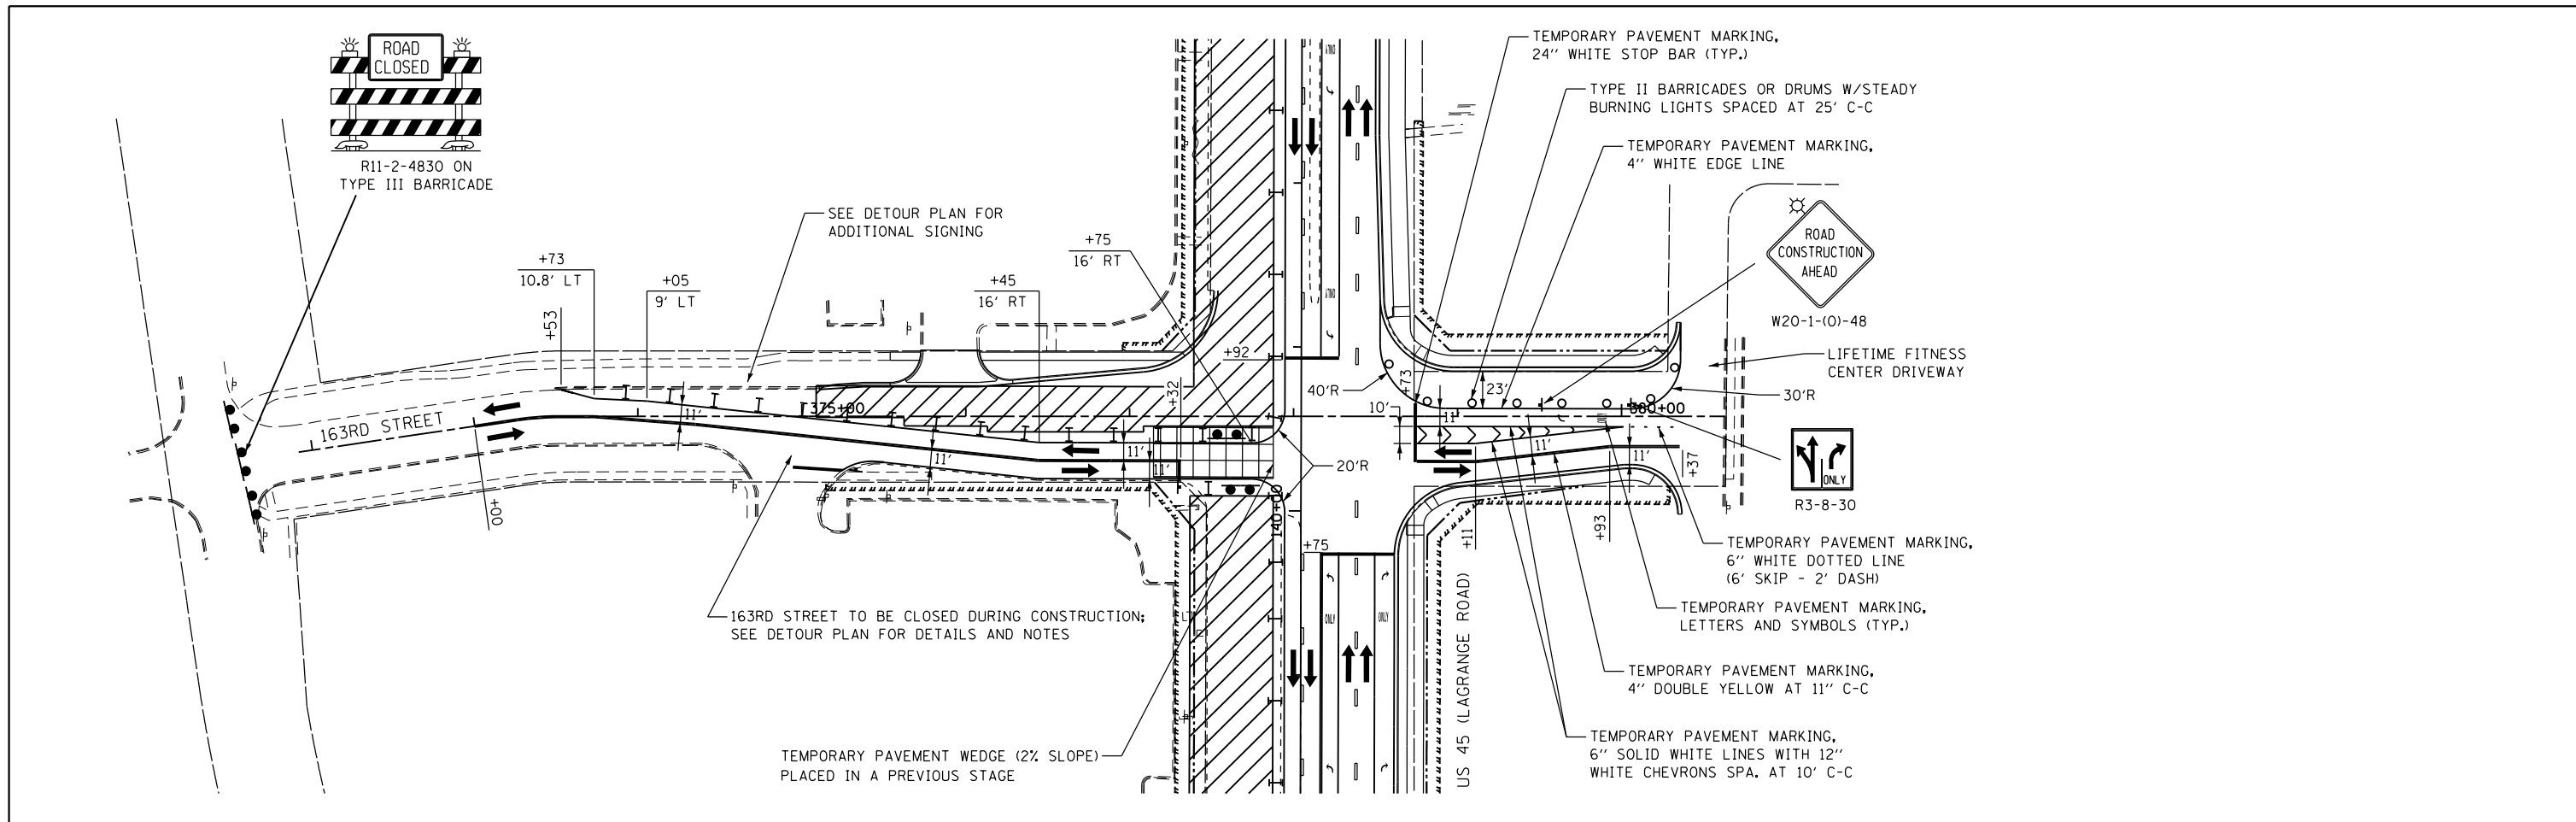 ROAD
CLOSED
R11-2-4830 ON
TYPE III BARRICADE
TEMPORARY PAVEMENT MARKING,
24'' WHITE STOP BAR (TYP.)
TYPE II BARRICADES OR DRUMS W/STEADY
BURNING LIGHTS SPACED AT 25' C-C
TEMPORARY PAVEMENT MARKING,
4'' WHITE EDGE LINE
SEE DETOUR PLAN FOR
ADDITIONAL SIGNING
+75
16' RT
+73
10.8' LT
+05
9' LT
+45
16' RT
+53
ROAD
CONSTRUCTION
AHEAD
W20-1-(O)-48
+92
LIFETIME FITNESS
CENTER DRIVEWAY
+32
40'R
+73
23'
30'R
11'
375+00
10'
11'
380+00
163RD STREET
11'
11'
11'
11'
11'
20'R
+37
ONLY
R3-8-30
+00
140+00
+75
+11
+93
TEMPORARY PAVEMENT MARKING,
6'' WHITE DOTTED LINE
(6' SKIP - 2' DASH)
ONLY
ONLY
ONLY
ONLY
163RD STREET TO BE CLOSED DURING CONSTRUCTION;
SEE DETOUR PLAN FOR DETAILS AND NOTES
TEMPORARY PAVEMENT MARKING,
LETTERS AND SYMBOLS (TYP.)
US 45 (LAGRANGE ROAD)
TEMPORARY PAVEMENT MARKING,
4'' DOUBLE YELLOW AT 11'' C-C
TEMPORARY PAVEMENT WEDGE (2% SLOPE)
PLACED IN A PREVIOUS STAGE
TEMPORARY PAVEMENT MARKING,
6'' SOLID WHITE LINES WITH 12''
WHITE CHEVRONS SPA. AT 10' C-C